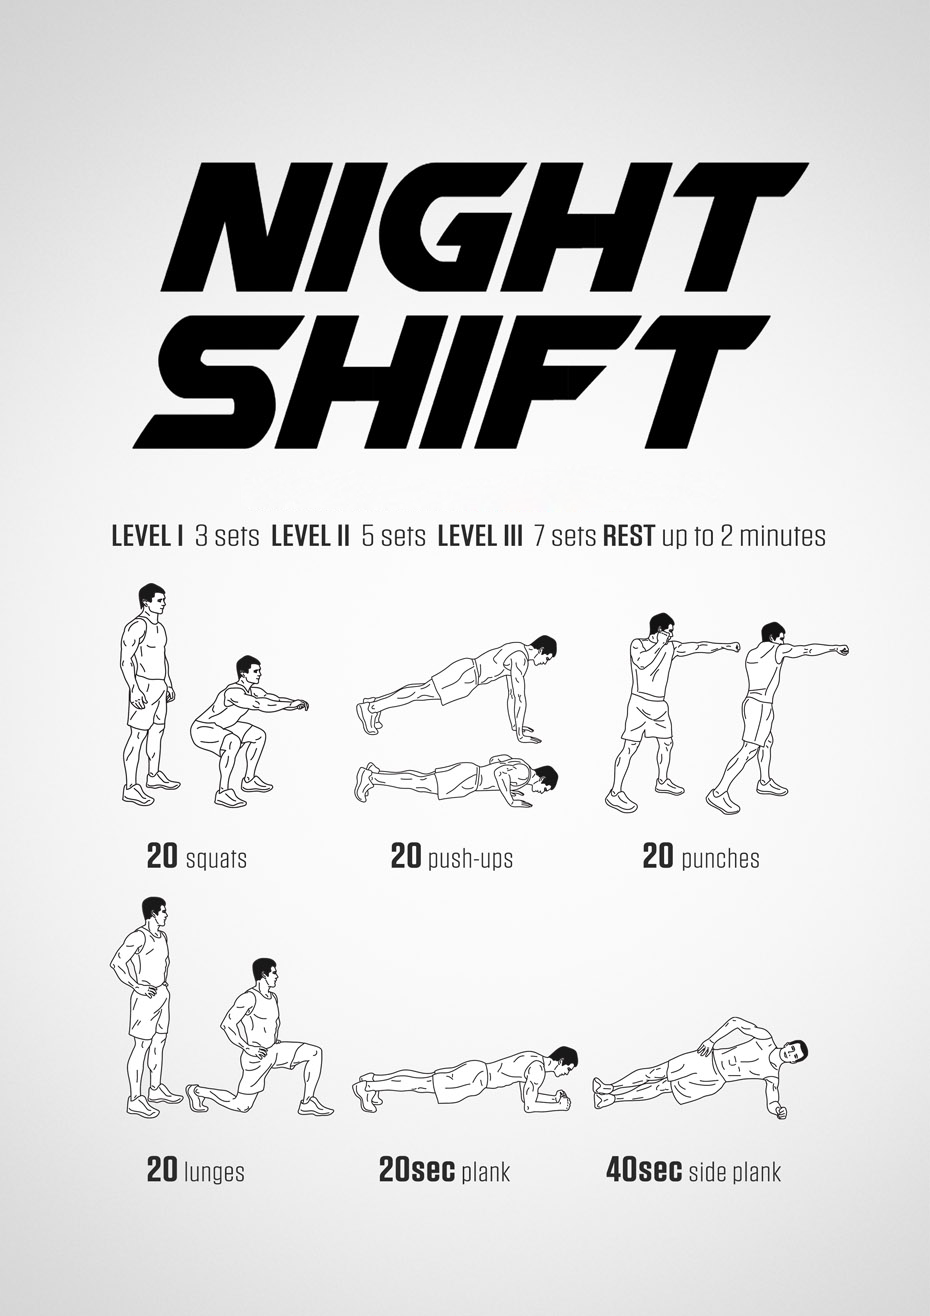 NIGHT
SHIFT
LEVEL I 3 sets LEVEL II 5 sets LEVEL III 7 sets REST up to 2 minutes
20 squats
20 push-ups
20 punches
20 lunges
20sec plank
40sec side plank